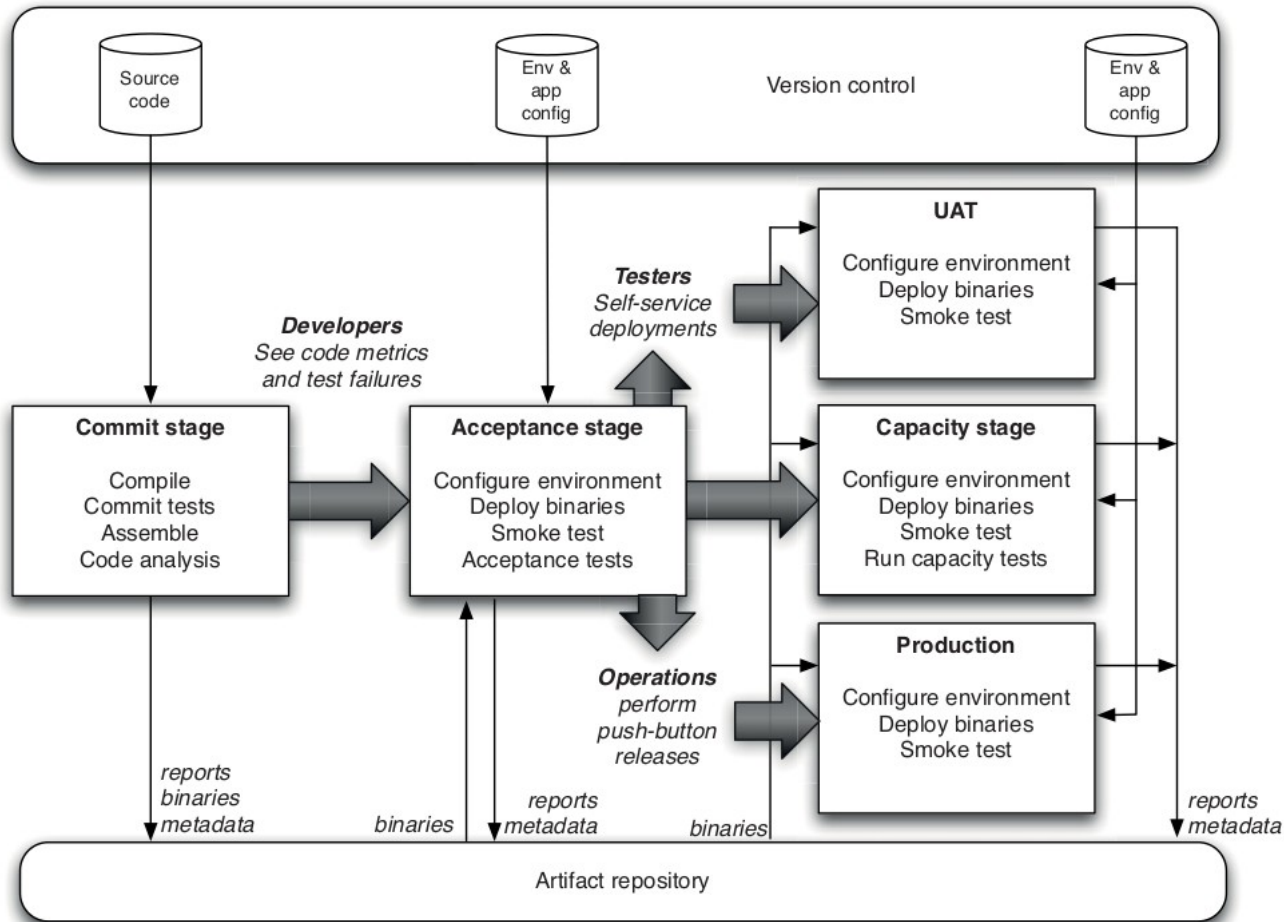 Source
code
Env &
app
config
Version control
Env &
app
config
UAT
Configure environment
Deploy binaries
Smoke test
Testers
Self-service
deployments
Developers
See code metrics
and test failures
Commit stage
Compile
Commit tests
Assemble
Code analysis
Acceptance stage
Configure environment
Deploy binaries
Smoke test
Acceptance tests
Capacity stage
Configure environment
Deploy binaries
Smoke test
Run capacity tests
Operations
perform
push-button
releases
Production
Configure environment
Deploy binaries
Smoke test
reports
binaries
metadata
binaries
reports
metadata
binaries
reports
metadata
Artifact repository